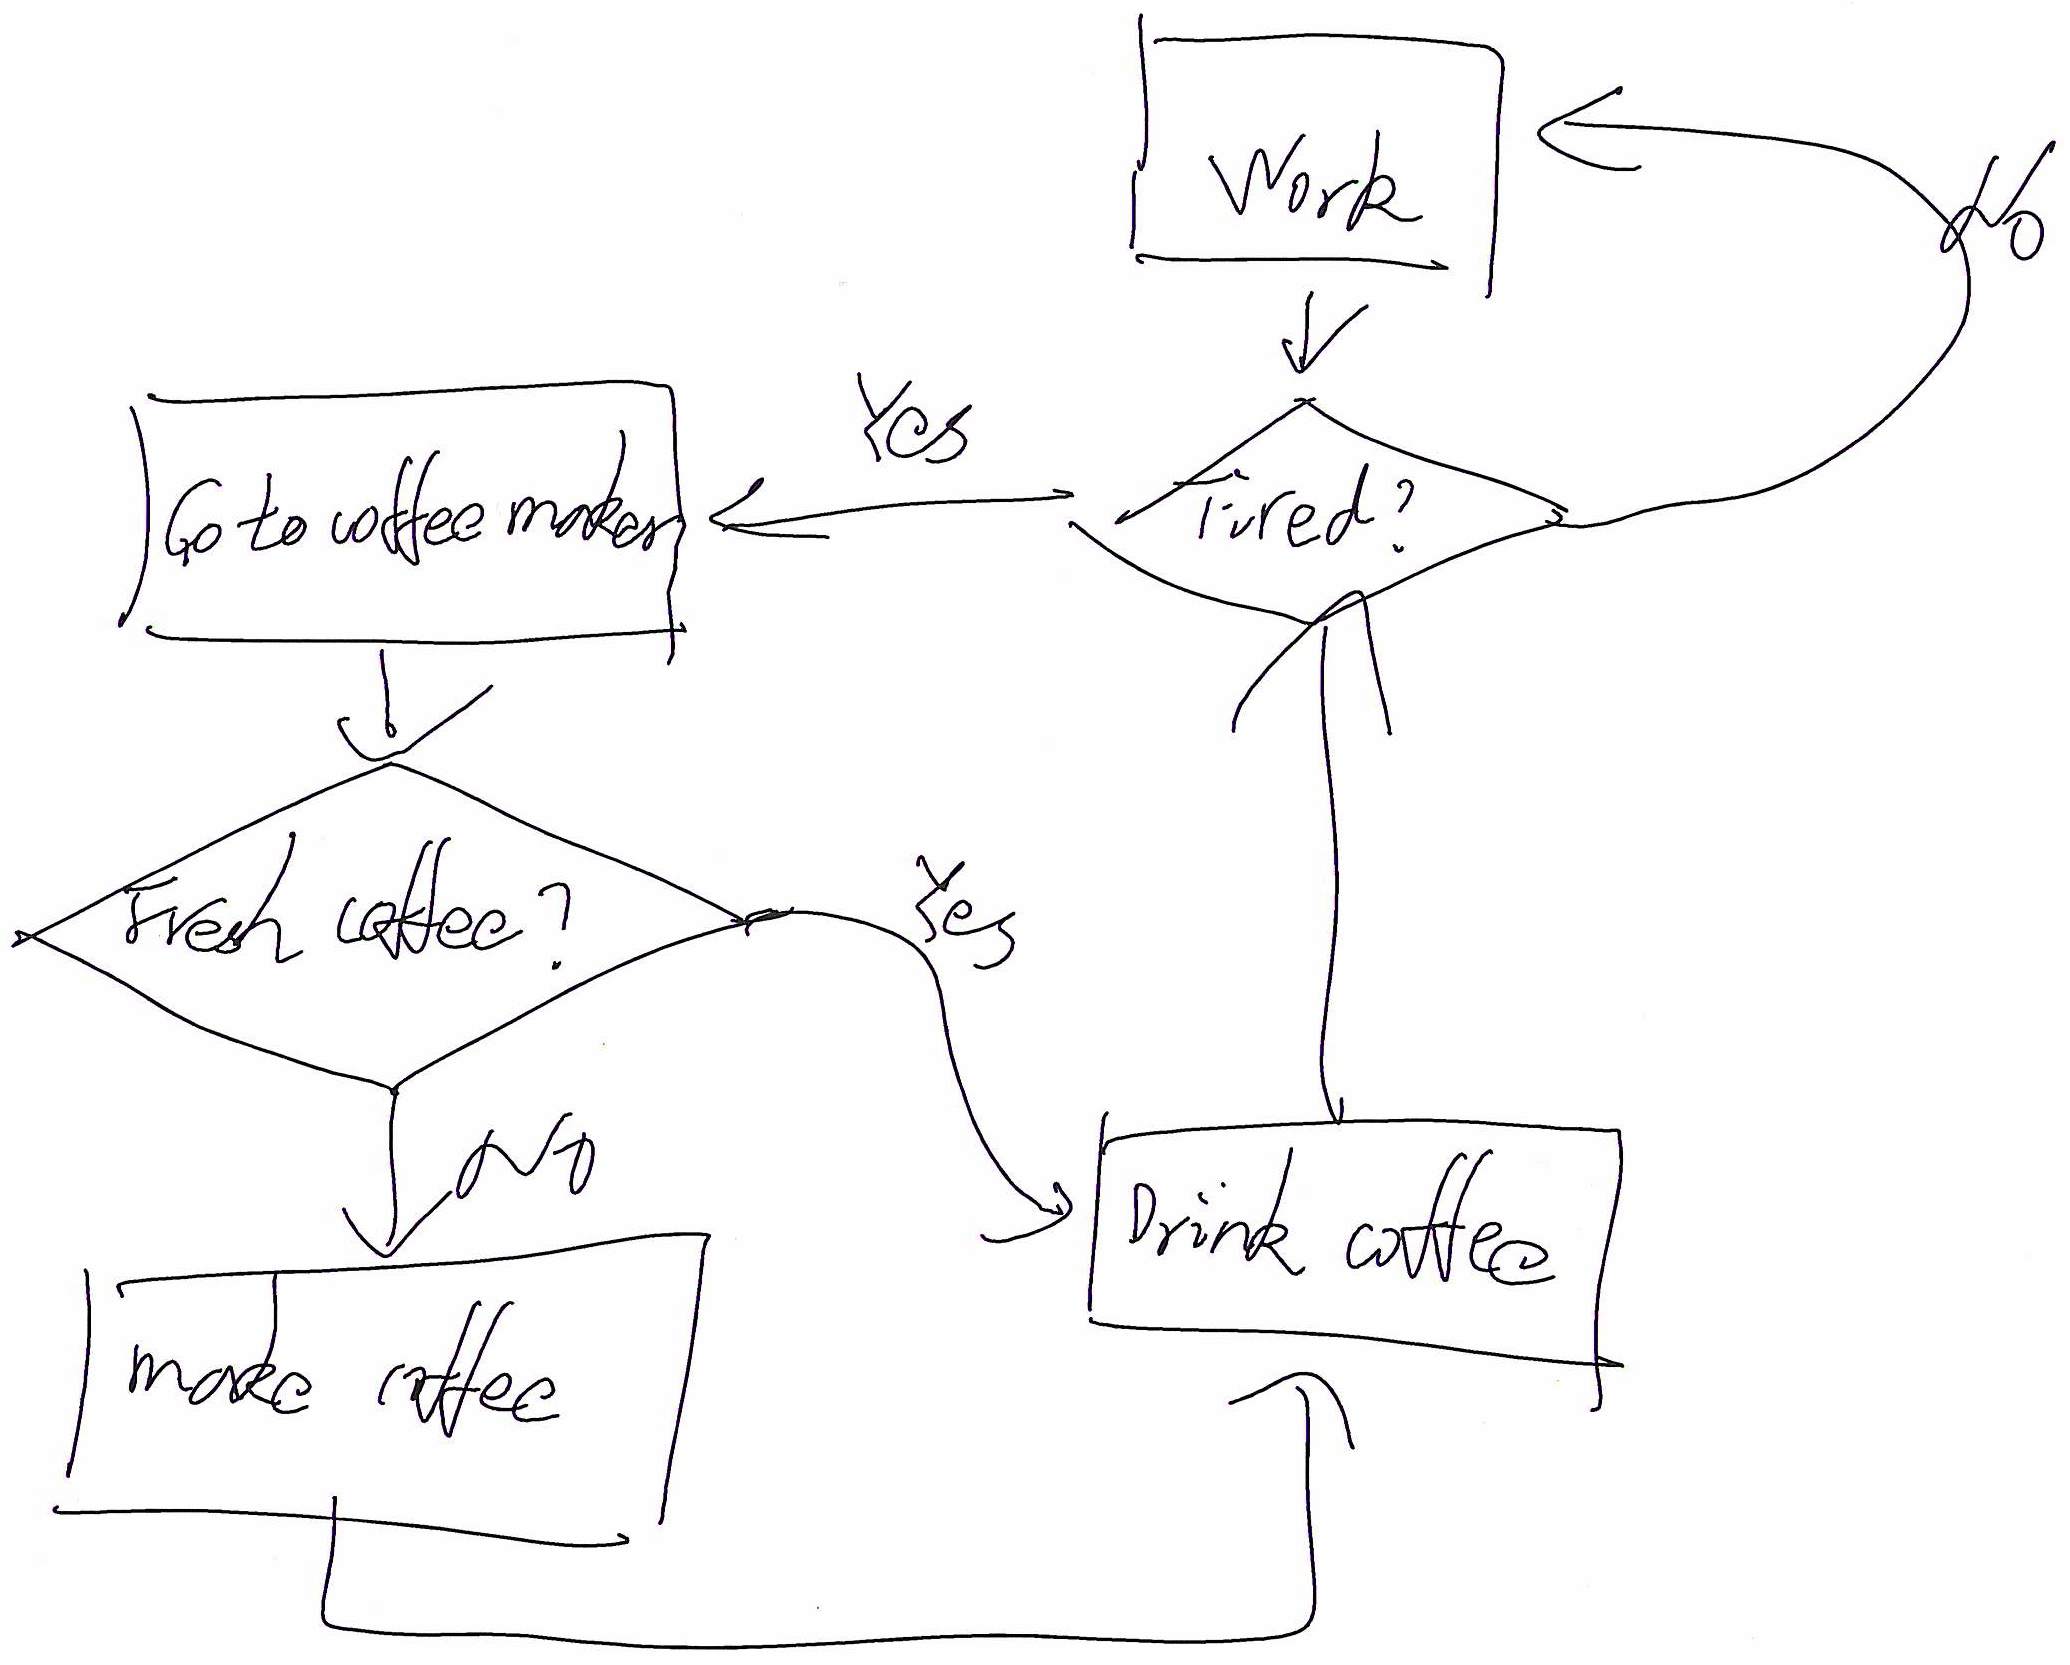 Work
No
Yes
Tired?
Go to coffee maker
Fresh coffee?
Yes
No
Drink coffee
make coffee